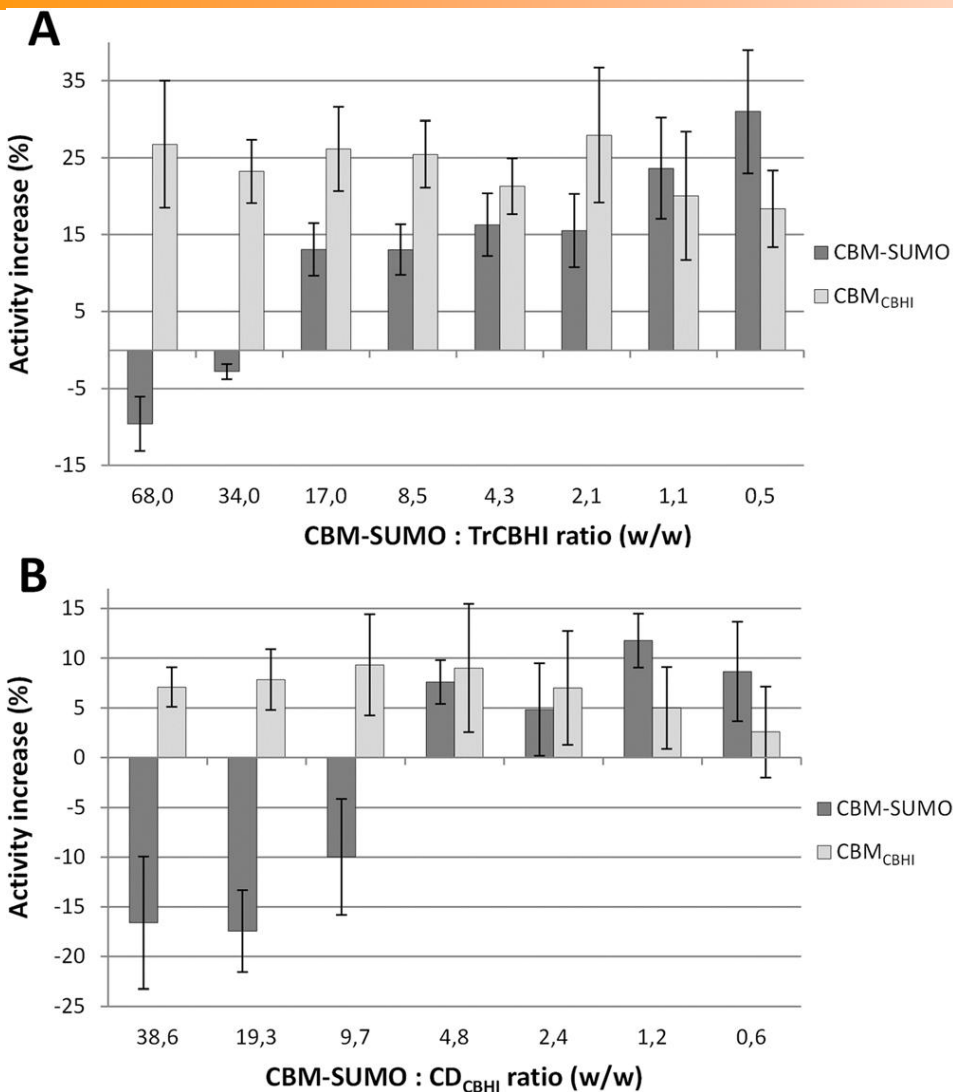 A
Activity increase (%)
35
25
15
5
-5
-15
68,0 34,0 17,0 8,5 4,3 2,1 1,1 0,5
CBM-SUMO : TrCBHI ratio (w/w)
CBM-SUMO
CBMCBHI
B
Activity increase (%)
15
10
5
0
-5
-10
-15
-20
-25
38,6 19,3 9,7 4,8 2,4 1,2 0,6
CBM-SUMO : CDCBHI ratio (w/w)
CBM-SUMO
CBMCBHI